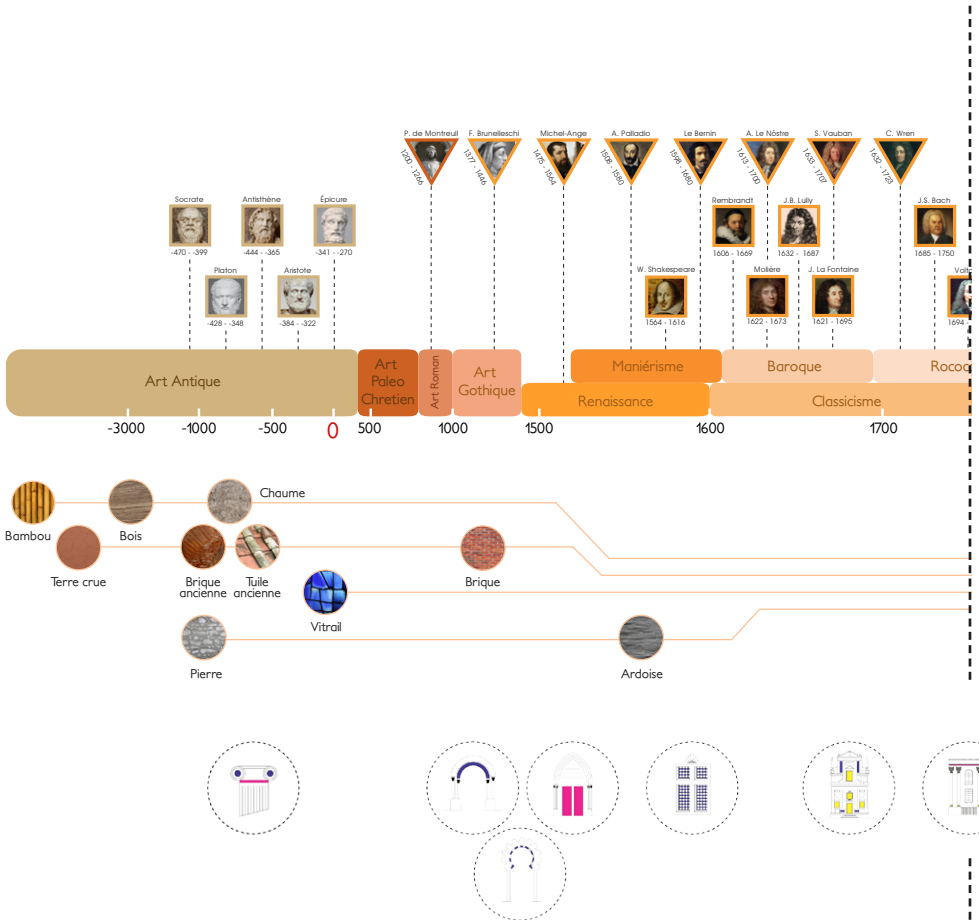 P. de Montreuil
F. Brunelleschi
Michel-Ange
A. Palladio
Le Bernin
A. Le Nôstre
S. Vauban
C. Wren
1200 - 1266
1377 - 1446
1475 - 1564
1508 - 1580
1598 - 1680
1613 - 1700
1633 - 1707
1632 - 1723
Socrate
Antisthène
Épicure
Rembrandt
J.B. Lully
J.S. Bach
-470 - -399
-444 - -365
-341 - -270
1606 - 1669
1632 - 1687
1685 - 1750
Platon
Aristote
W. Shakespeare
Molière
J. La Fontaine
-428 - -348
-384 - -322
1564 - 1616
1622 - 1673
1621 - 1695
1694
Art Antique
Art
Paleo
Chretien
Art Roman
Art
Gothique
Maniérisme
Baroque
Renaissance
Classicisme
-3000
-1000
-500
0
500
1000
1500
1600
1700
Chaume
Bambou
Bois
Terre crue
Brique
ancienne
Tuile
ancienne
Brique
Vitrail
Pierre
Ardoise